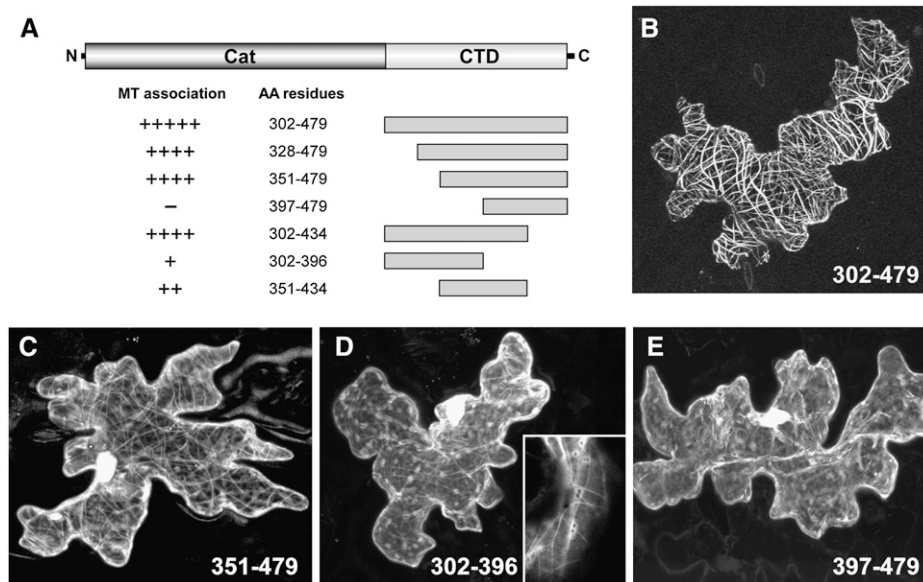 A
N Cat CTD C
MT association AA residues
+++++ 302-479
++++ 328-479
++++ 351-479
– 397-479
++++ 302-434
+ 302-396
++ 351-434
B
302-479
C
351-479
D
302-396
E
397-479